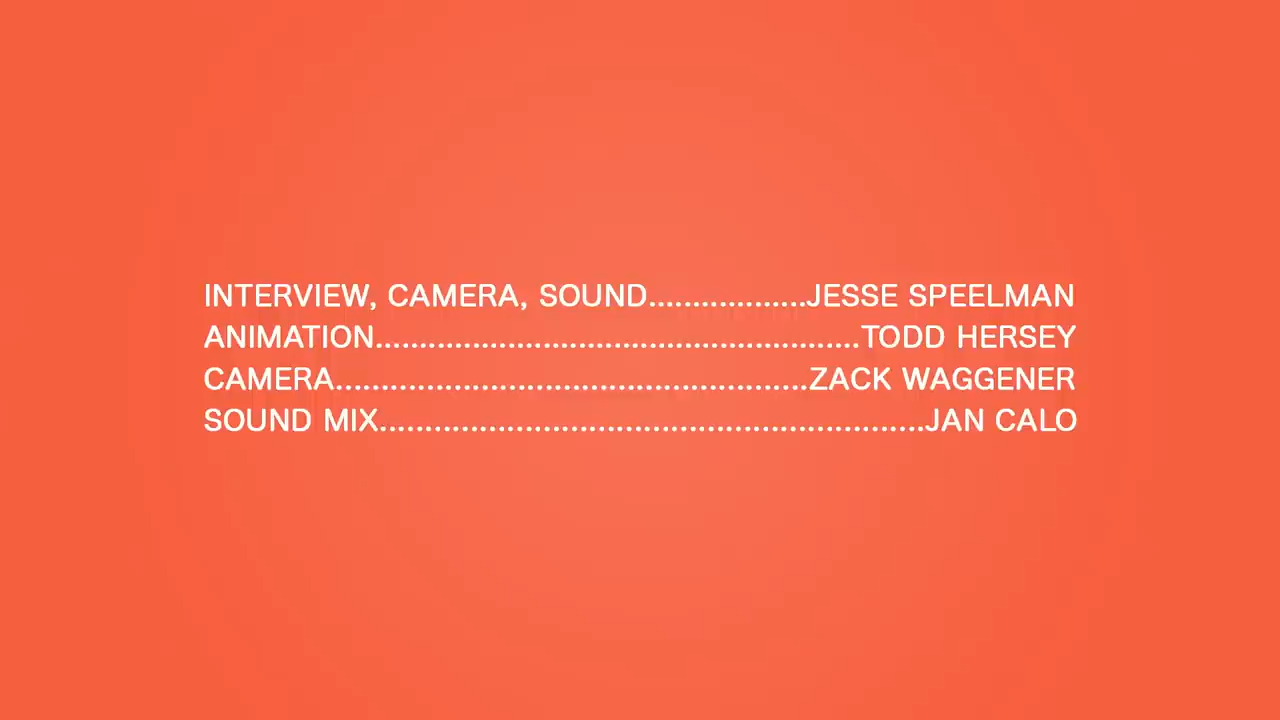 INTERVIEW, CAMERA, SOUND..................JESSE SPEELMAN
ANIMATION.......................................................TODD HERSEY
CAMERA......................................................ZACK WAGGENER
SOUND MIX..............................................................JAN CALO